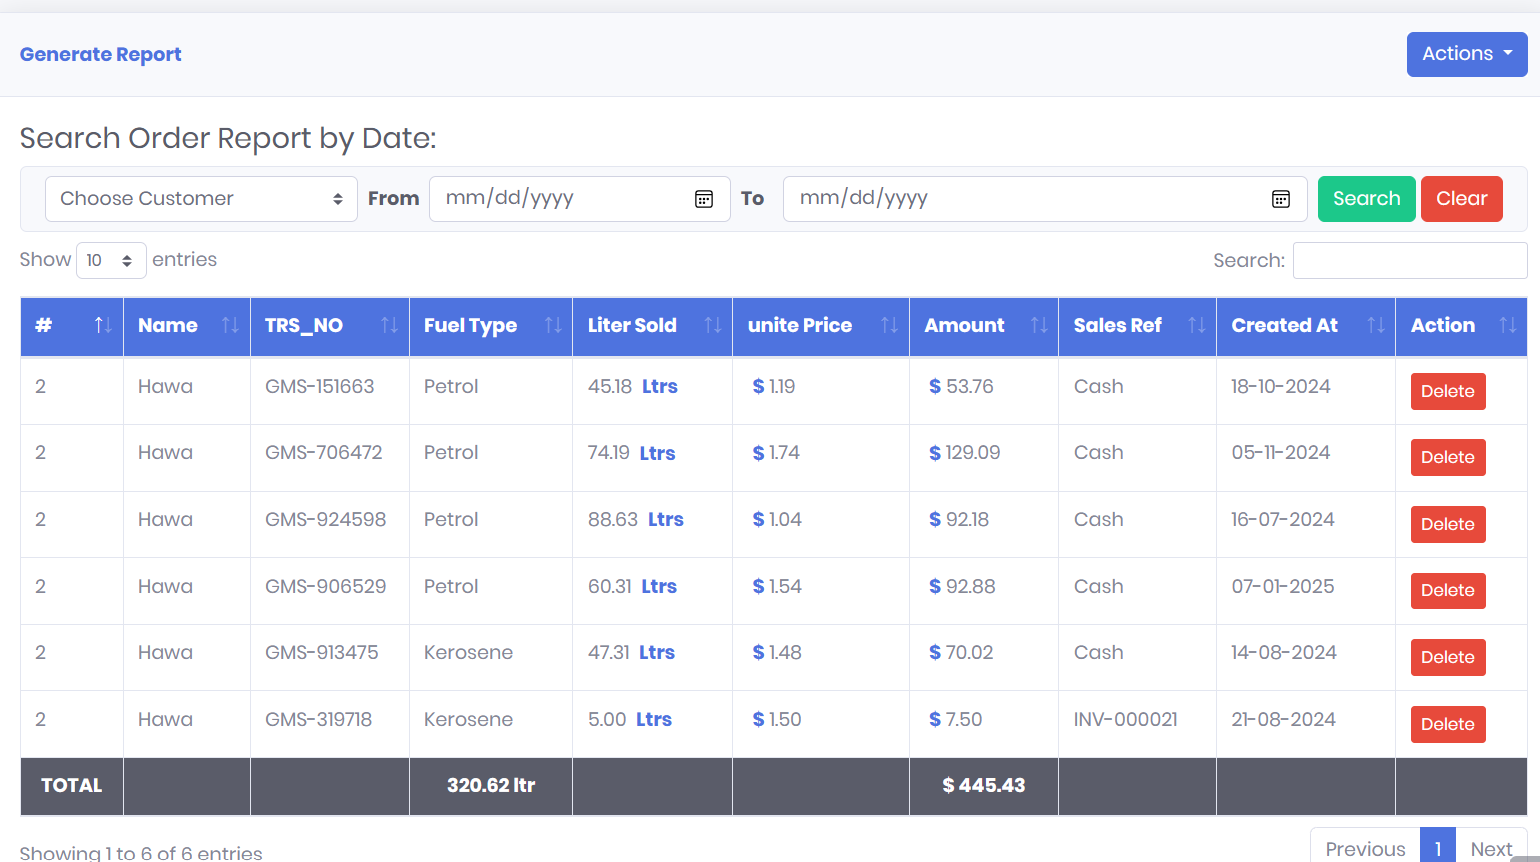 Generate Report
Actions
Search Order Report by Date:
Choose Customer From mm/dd/yyyy To mm/dd/yyyy Search Clear
Show 10 entries Search:
# Name TRS_NO Fuel Type Liter Sold unite Price Amount Sales Ref Created At Action
2 Hawa GMS-151663 Petrol 45.18 Ltrs $ 1.19 $ 53.76 Cash 18-10-2024 Delete
2 Hawa GMS-706472 Petrol 74.19 Ltrs $ 1.74 $ 129.09 Cash 05-11-2024 Delete
2 Hawa GMS-924598 Petrol 88.63 Ltrs $ 1.04 $ 92.18 Cash 16-07-2024 Delete
2 Hawa GMS-906529 Petrol 60.31 Ltrs $ 1.54 $ 92.88 Cash 07-01-2025 Delete
2 Hawa GMS-913475 Kerosene 47.31 Ltrs $ 1.48 $ 70.02 Cash 14-08-2024 Delete
2 Hawa GMS-319718 Kerosene 5.00 Ltrs $ 1.50 $ 7.50 INV-000021 21-08-2024 Delete
TOTAL 320.62 ltr $ 445.43
Showing 1 to 6 of 6 entries Previous 1 Next